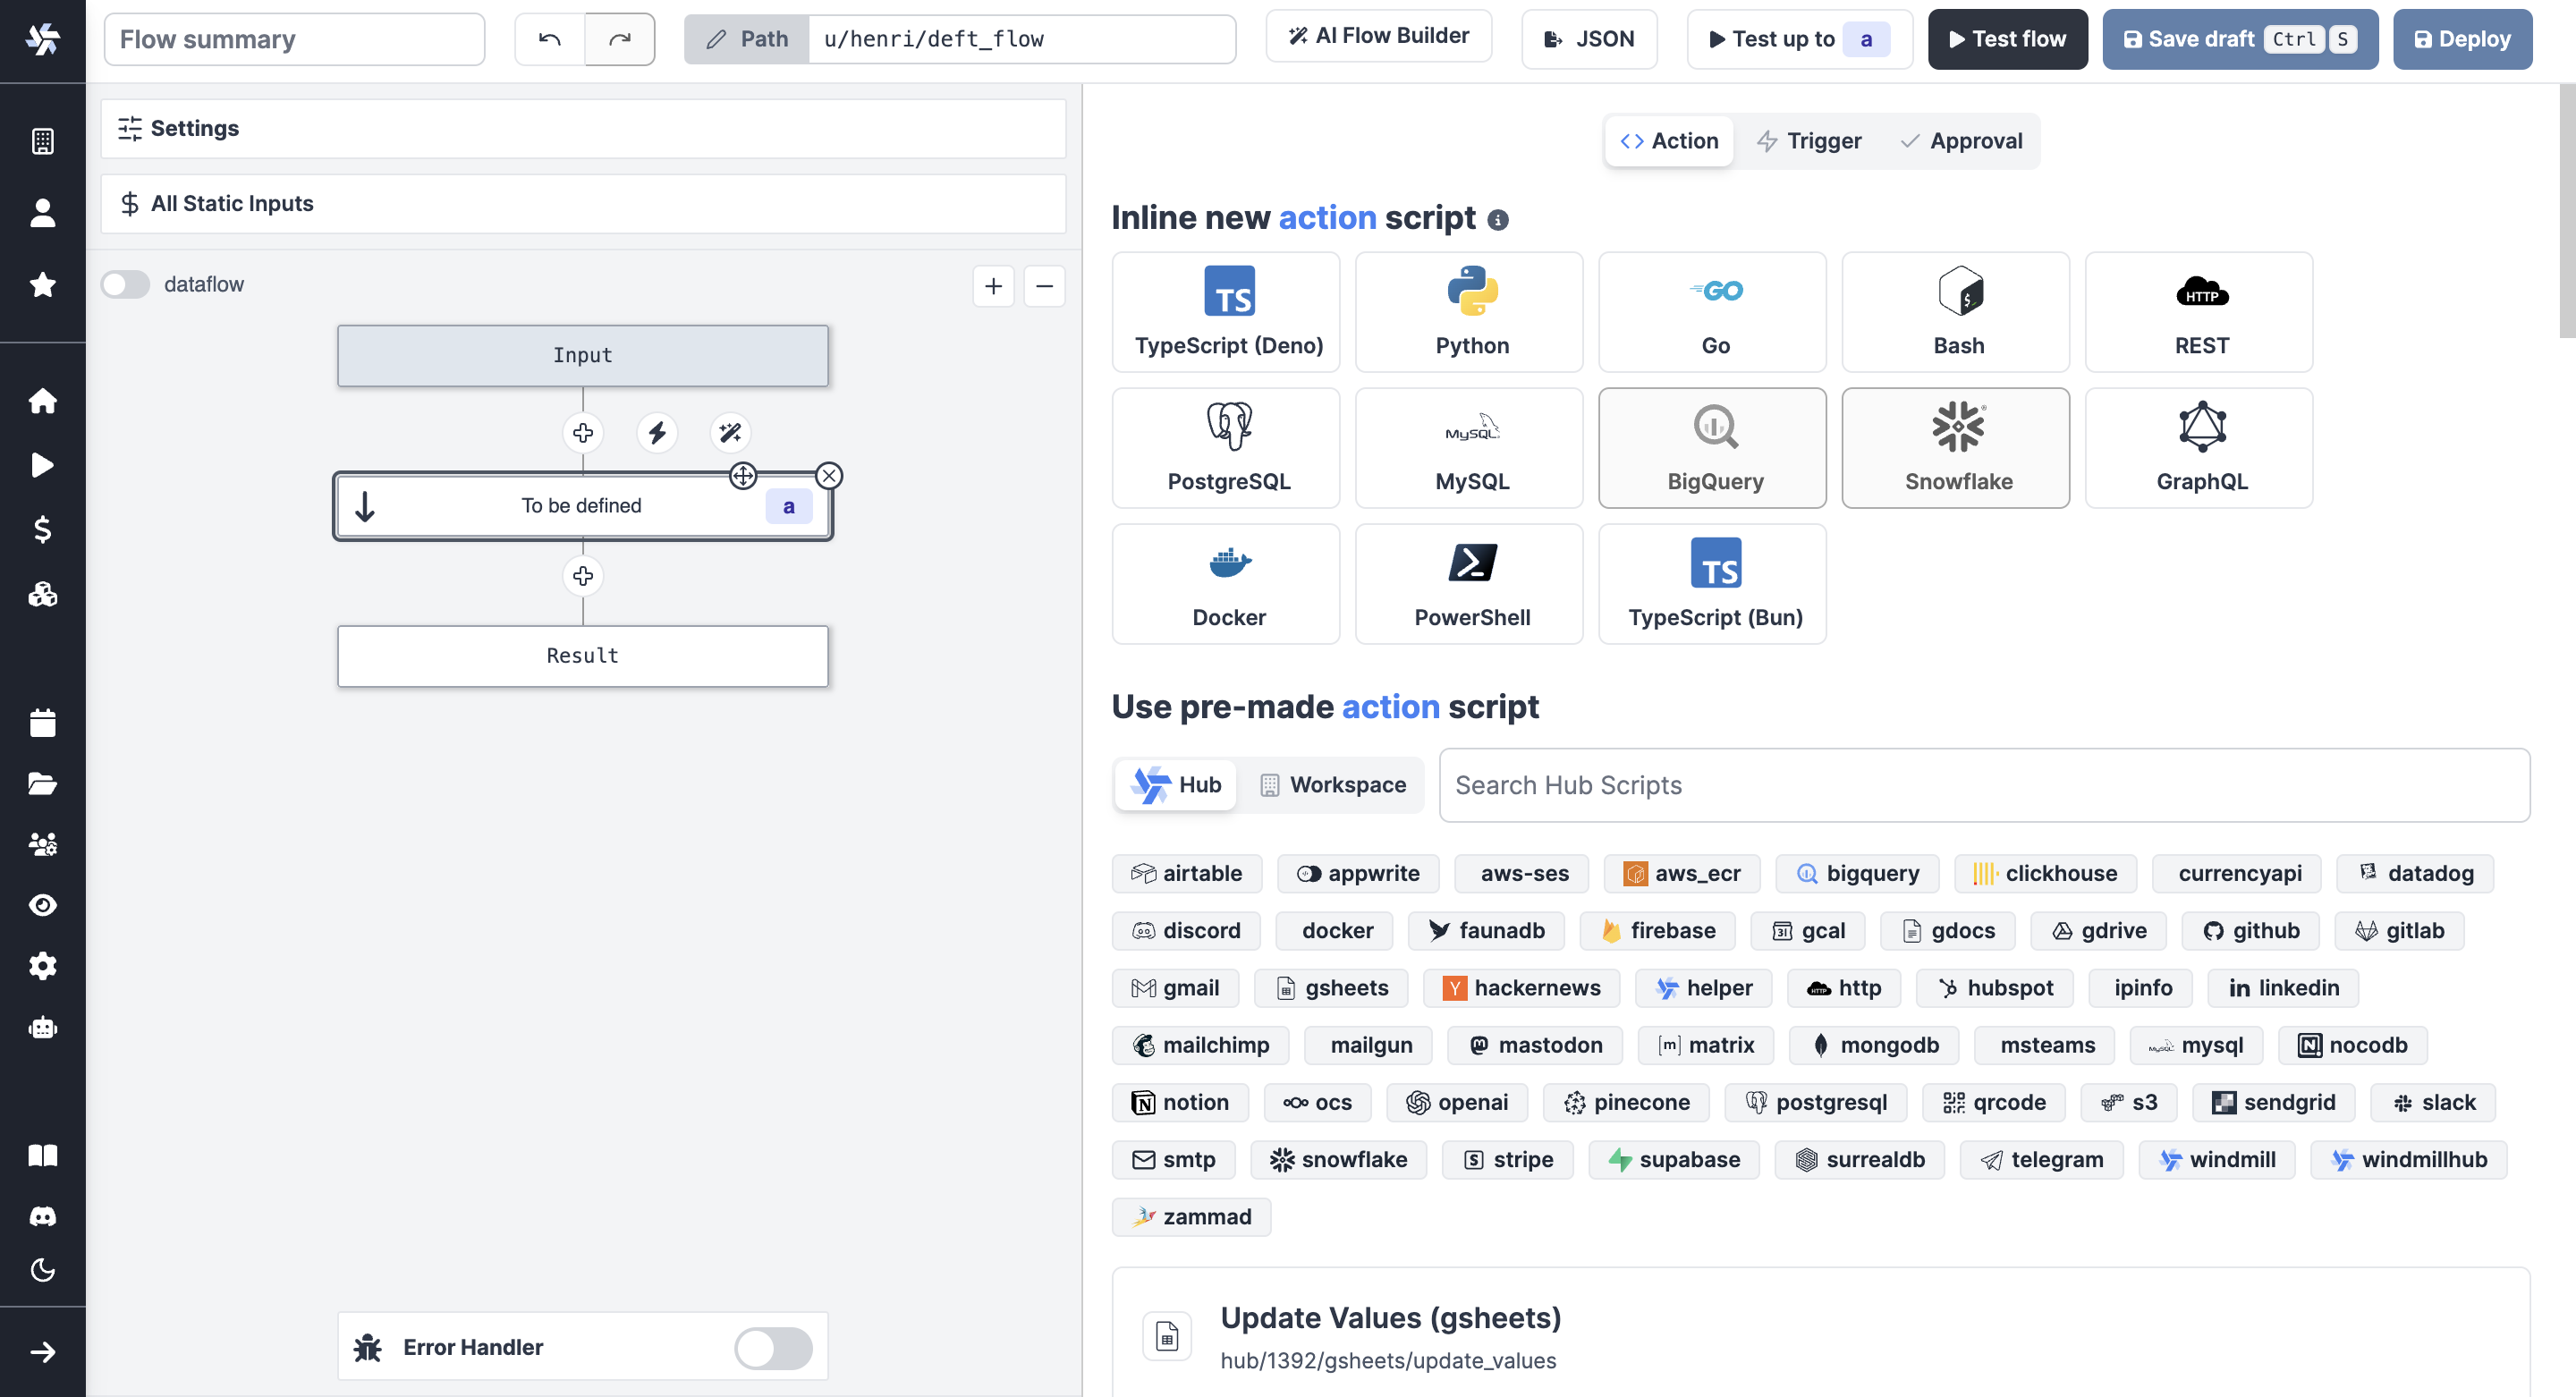 Flow summary
Path u/henri/deft_flow
AI Flow Builder
JSON
Test up to a
Test flow
Save draft Ctrl S
Deploy
Settings
All Static Inputs
dataflow
Input
To be defined a
Result
Error Handler
Action Trigger Approval
Inline new action script
TS TypeScript (Deno)
Python
GO Go
$_ Bash
HTTP REST
PostgreSQL
MySQL MySQL
BigQuery
Snowflake
GraphQL
Docker
PowerShell
TS TypeScript (Bun)
Use pre-made action script
Hub Workspace Search Hub Scripts
airtable appwrite aws-ses aws_ecr bigquery clickhouse currencyapi datadog
discord docker faunadb firebase gcal gdocs gdrive github gitlab
gmail gsheets hackernews helper http hubspot ipinfo linkedin
mailchimp mailgun mastodon matrix mongodb msteams mysql nocodb
notion ocs openai pinecone postgresql qrcode s3 sendgrid slack
smtp snowflake stripe supabase surrealdb telegram windmill windmillhub
zammad
Update Values (gsheets)
hub/1392/gsheets/update_values